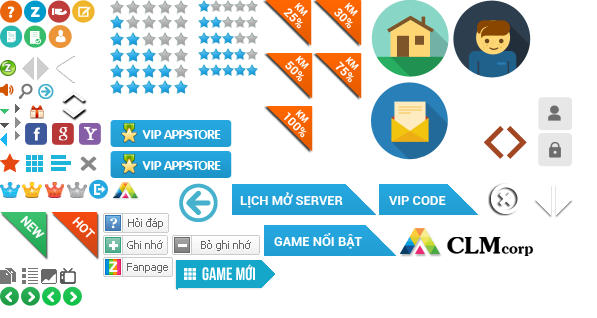 KM
25%
KM
30%
KM
50%
KM
75%
KM
100%
VIP APPSTORE
VIP APPSTORE
LỊCH MỞ SERVER
VIP CODE
NEW
HOT
Hỏi đáp
Ghi nhớ
Bỏ ghi nhớ
Fanpage
GAME NỔI BẬT
GAME MỚI
CLMcorp